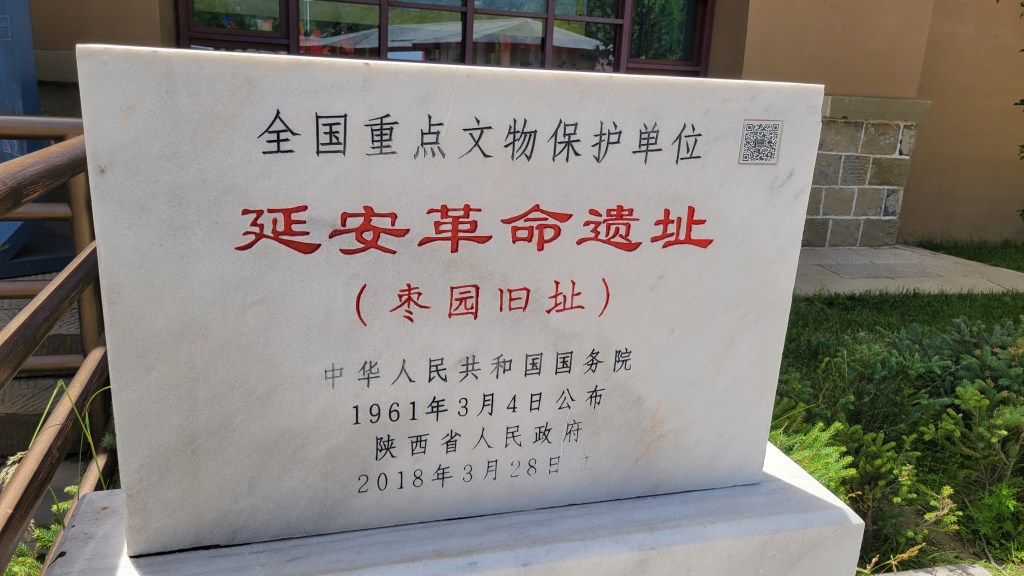 全国重点文物保护单位
延安革命遗址
（枣园旧址）
中华人民共和国国务院
1961年3月4日公布
陕西省人民政府
2018年3月28日立